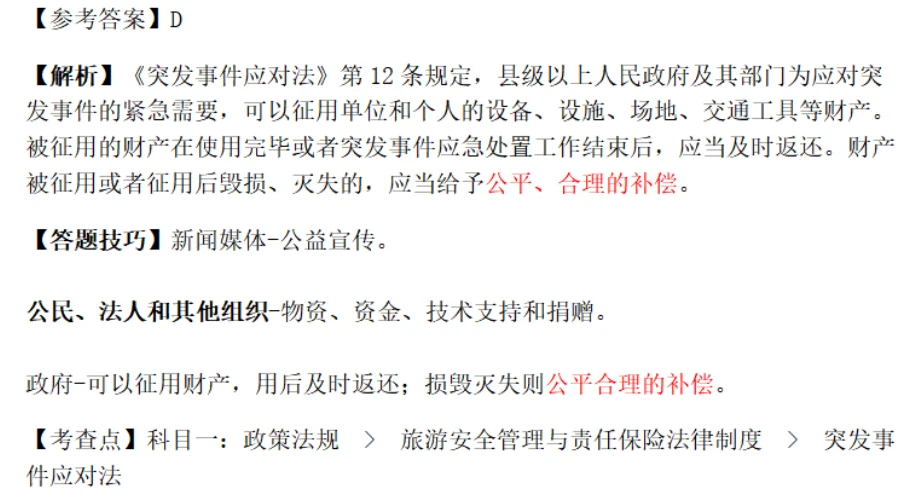 【参考答案】D
【解析】《突发事件应对法》第12条规定，县级以上人民政府及其部门为应对突
发事件的紧急需要，可以征用单位和个人的设备、设施、场地、交通工具等财产。
被征用的财产在使用完毕或者突发事件应急处置工作结束后，应当及时返还。财产
被征用或者征用后毁损、灭失的，应当给予公平、合理的补偿。
【答题技巧】新闻媒体-公益宣传。
公民、法人和其他组织-物资、资金、技术支持和捐赠。
政府-可以征用财产，用后及时返还；损毁灭失则公平合理的补偿。
【考查点】科目一：政策法规 > 旅游安全管理与责任保险法律制度 > 突发事
件应对法